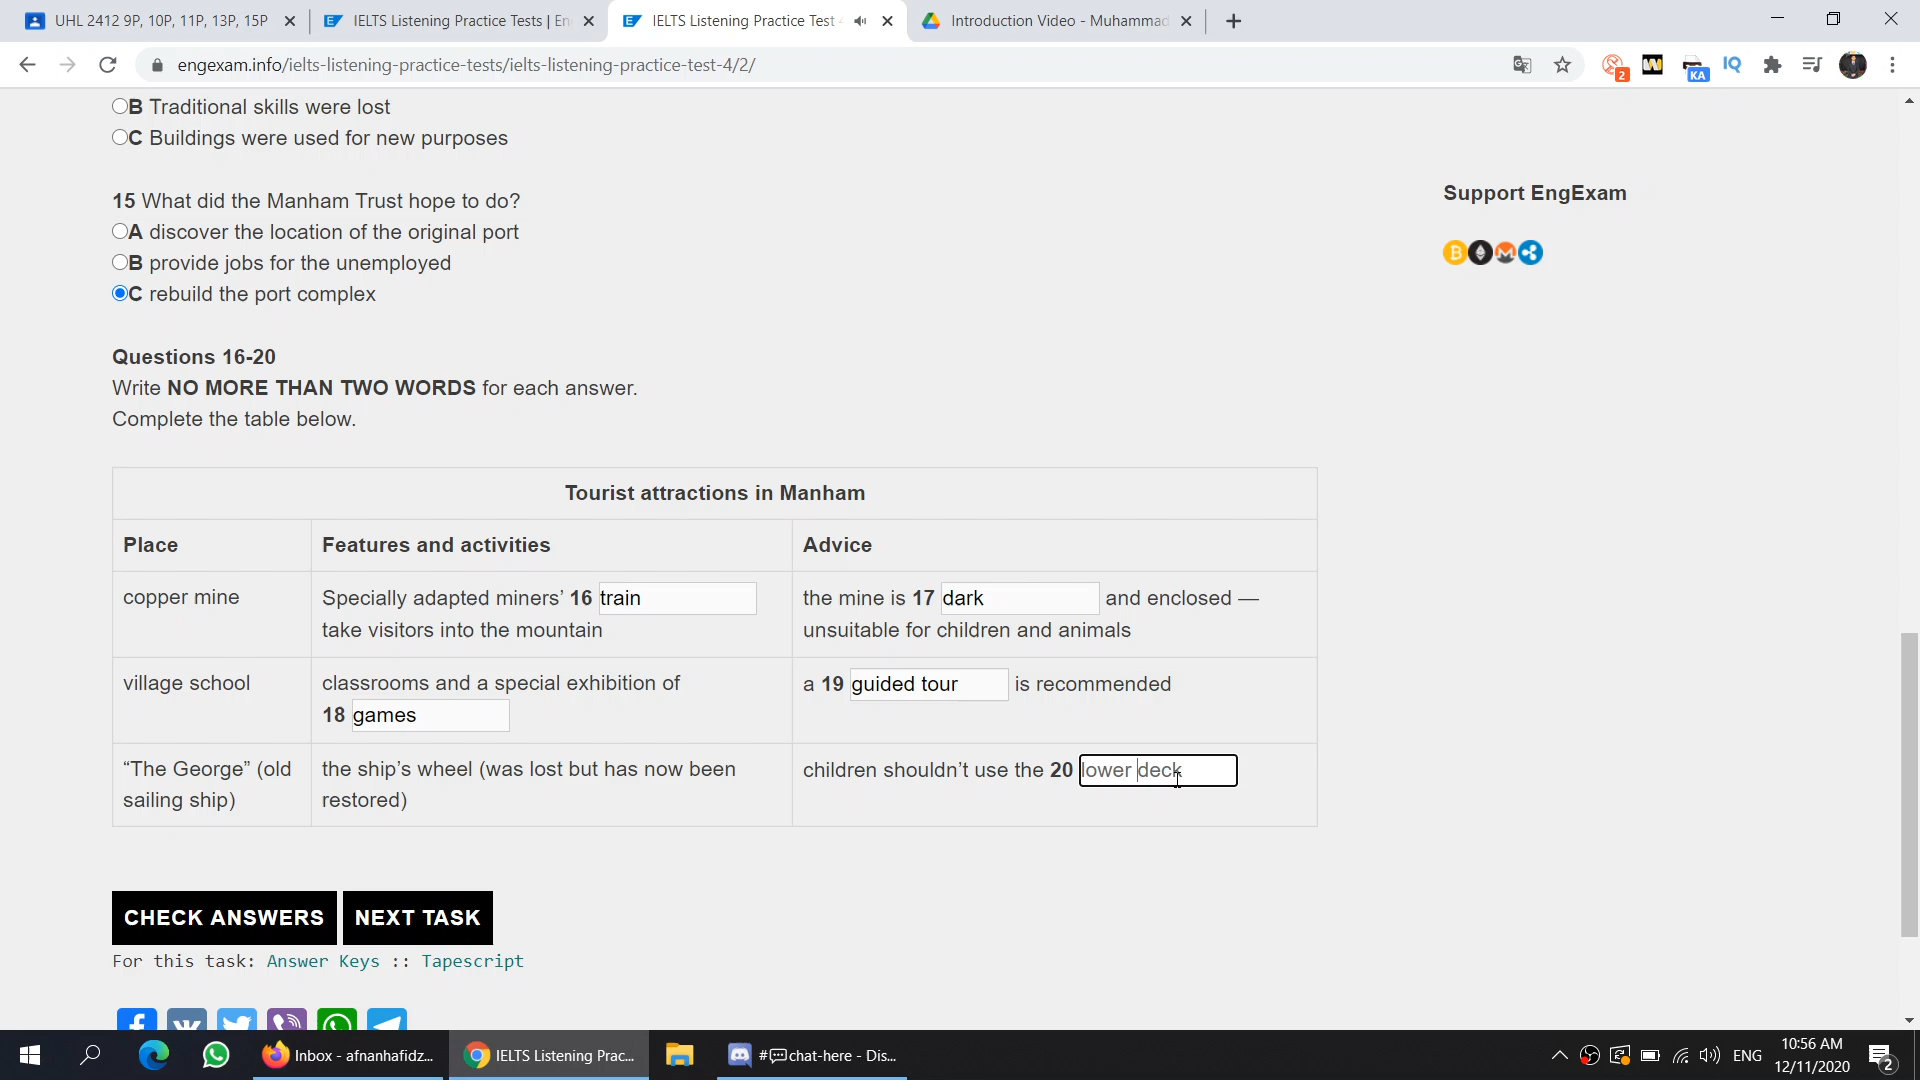 UHL 2412 9P, 10P, 11P, 13P, 15P
IELTS Listening Practice Tests | En
IELTS Listening Practice Test
Introduction Video - Muhammad
engexam.info/ielts-listening-practice-tests/ielts-listening-practice-test-4/2/
2
KA
IQ
B Traditional skills were lost
C Buildings were used for new purposes
15 What did the Manham Trust hope to do?
A discover the location of the original port
B provide jobs for the unemployed
C rebuild the port complex
Support EngExam
Questions 16-20
Write NO MORE THAN TWO WORDS for each answer.
Complete the table below.
Tourist attractions in Manham
Place
Features and activities
Advice
copper mine
Specially adapted miners’ 16 train
take visitors into the mountain
the mine is 17 dark and enclosed —
unsuitable for children and animals
village school
classrooms and a special exhibition of
18 games
a 19 guided tour is recommended
“The George” (old
sailing ship)
the ship’s wheel (was lost but has now been
restored)
children shouldn’t use the 20 lower deck
CHECK ANSWERS
NEXT TASK
For this task: Answer Keys :: Tapescript
Inbox - afnanhafidz...
IELTS Listening Prac...
#💬chat-here - Dis...
ENG
10:56 AM
12/11/2020
2